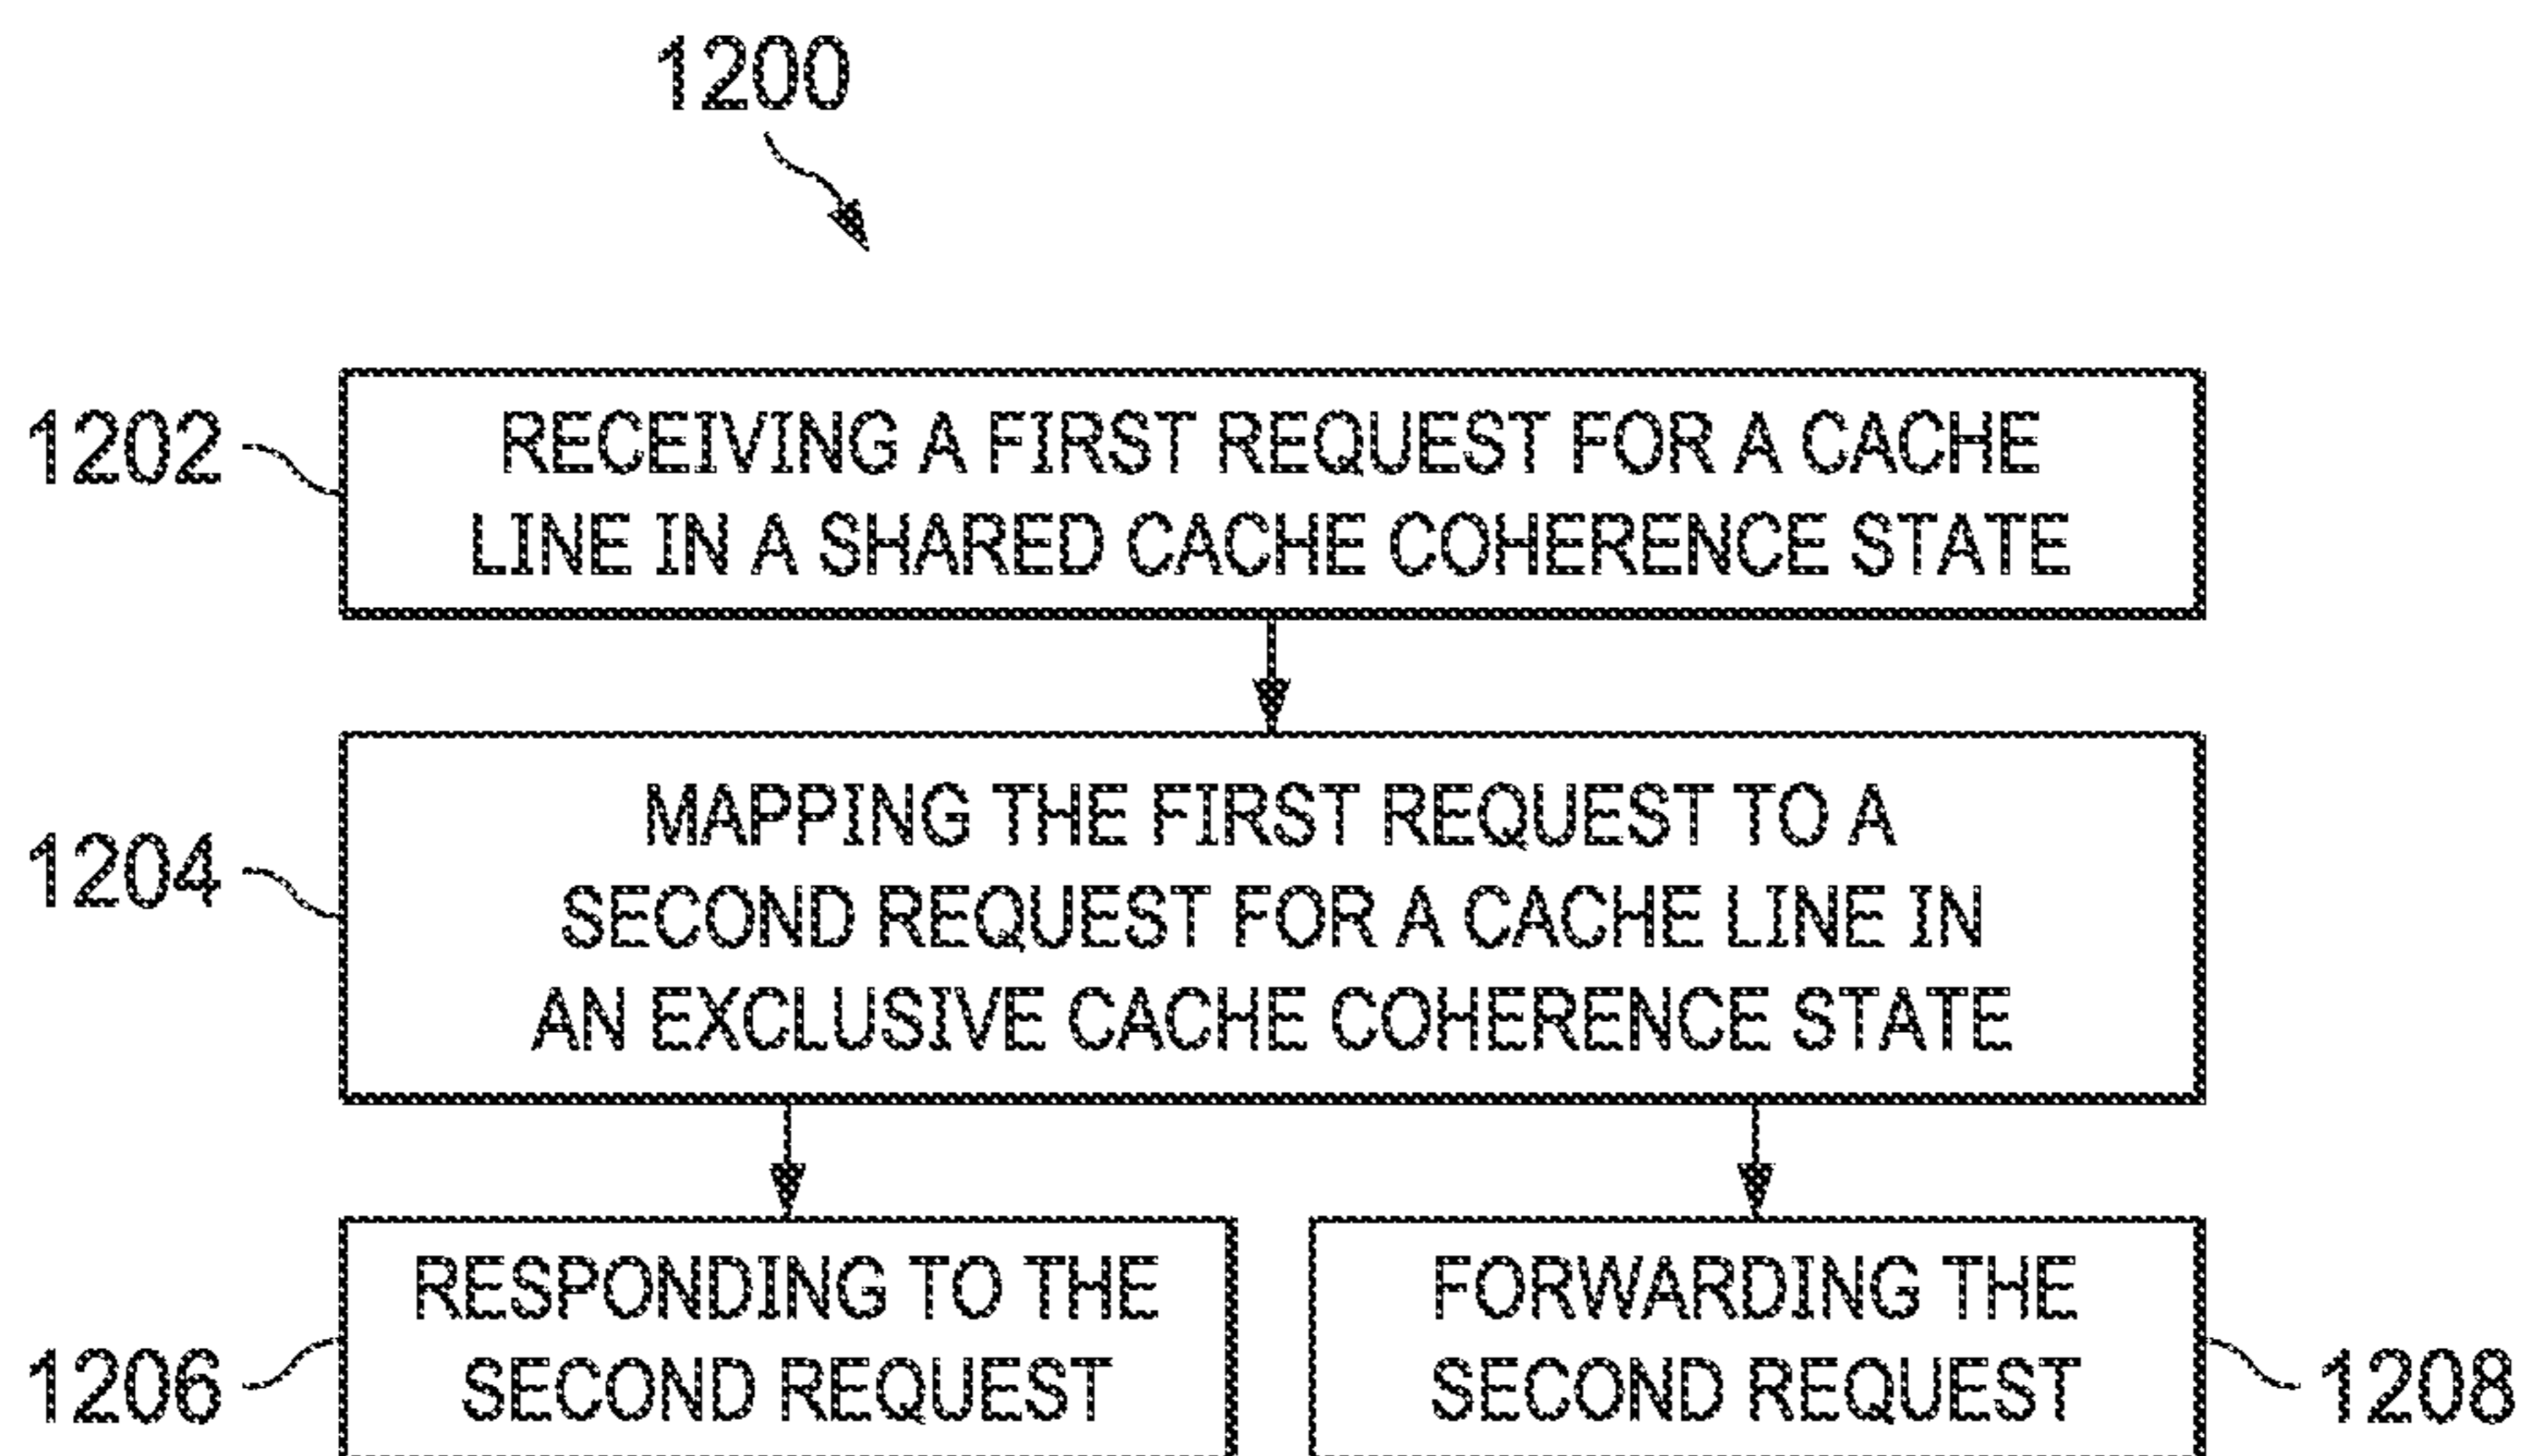 1200
1202
RECEIVING A FIRST REQUEST FOR A CACHE
LINE IN A SHARED CACHE COHERENCE STATE
1204
MAPPING THE FIRST REQUEST TO A
SECOND REQUEST FOR A CACHE LINE IN
AN EXCLUSIVE CACHE COHERENCE STATE
1206
RESPONDING TO THE
SECOND REQUEST
FORWARDING THE
SECOND REQUEST
1208